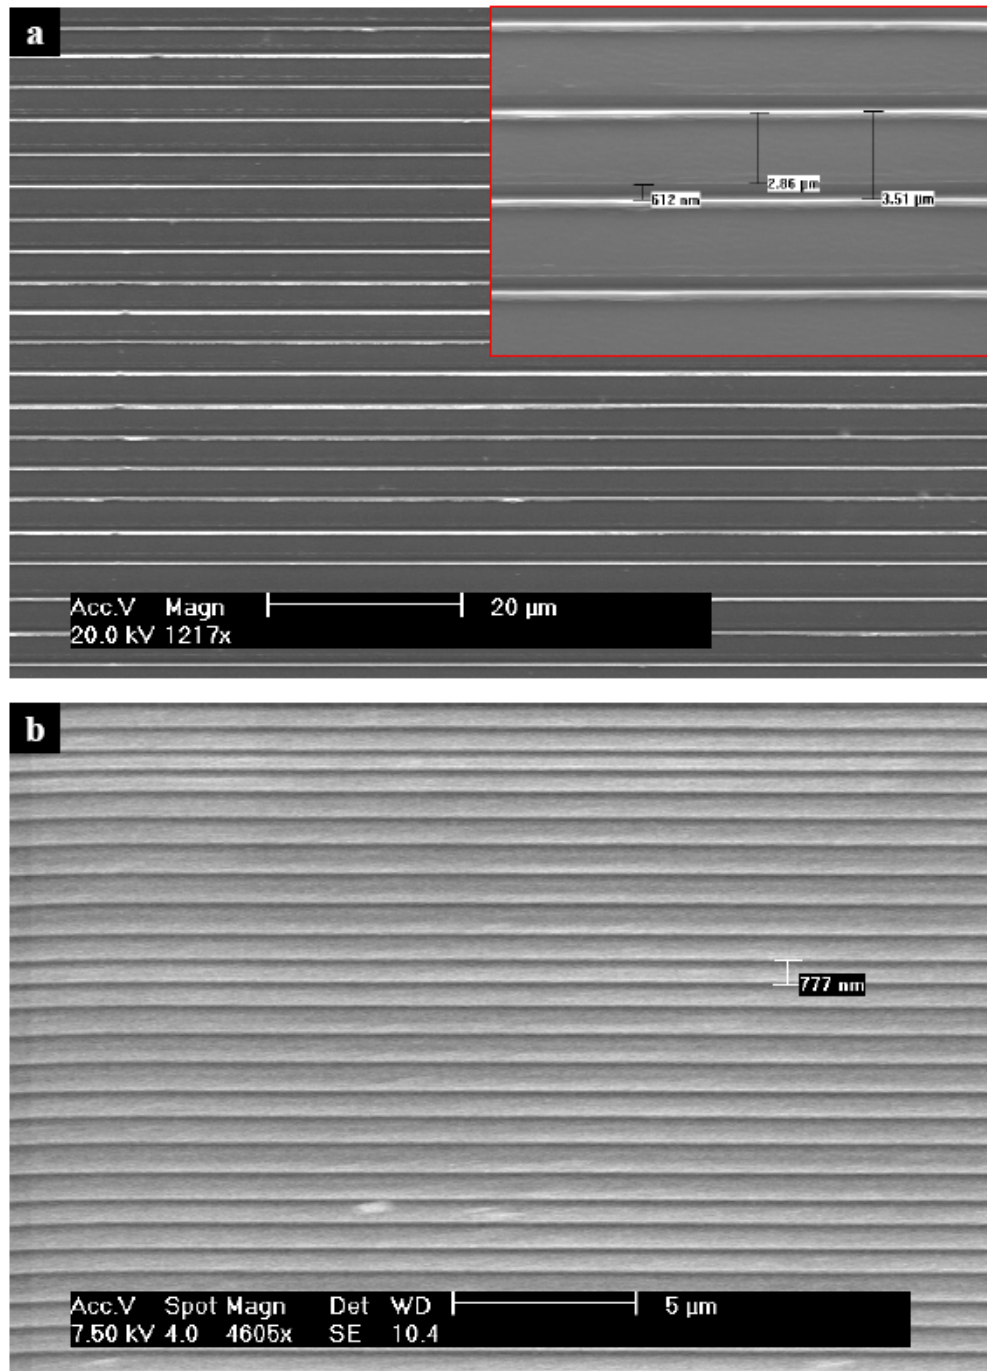 a
2.86 µm
612 nm
3.51 µm
Acc.V Magn 20 µm
20.0 kV 1217x
b
777 nm
Acc.V Spot Magn Det WD 5 µm
7.50 kV 4.0 4605x SE 10.4